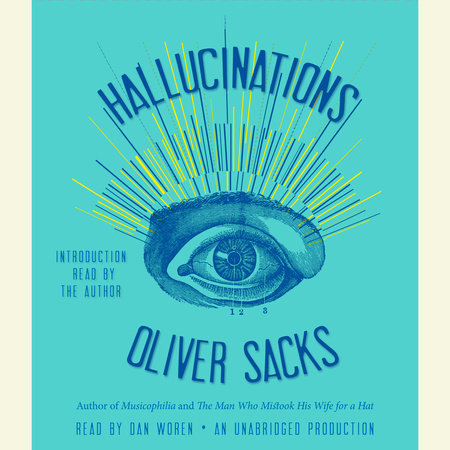 HALLUCINATIONS
INTRODUCTION
READ BY
THE AUTHOR
1 2 3
OLIVER SACKS
Author of Musicophilia and The Man Who Mistook His Wife for a Hat
READ BY DAN WOREN • AN UNABRIDGED PRODUCTION